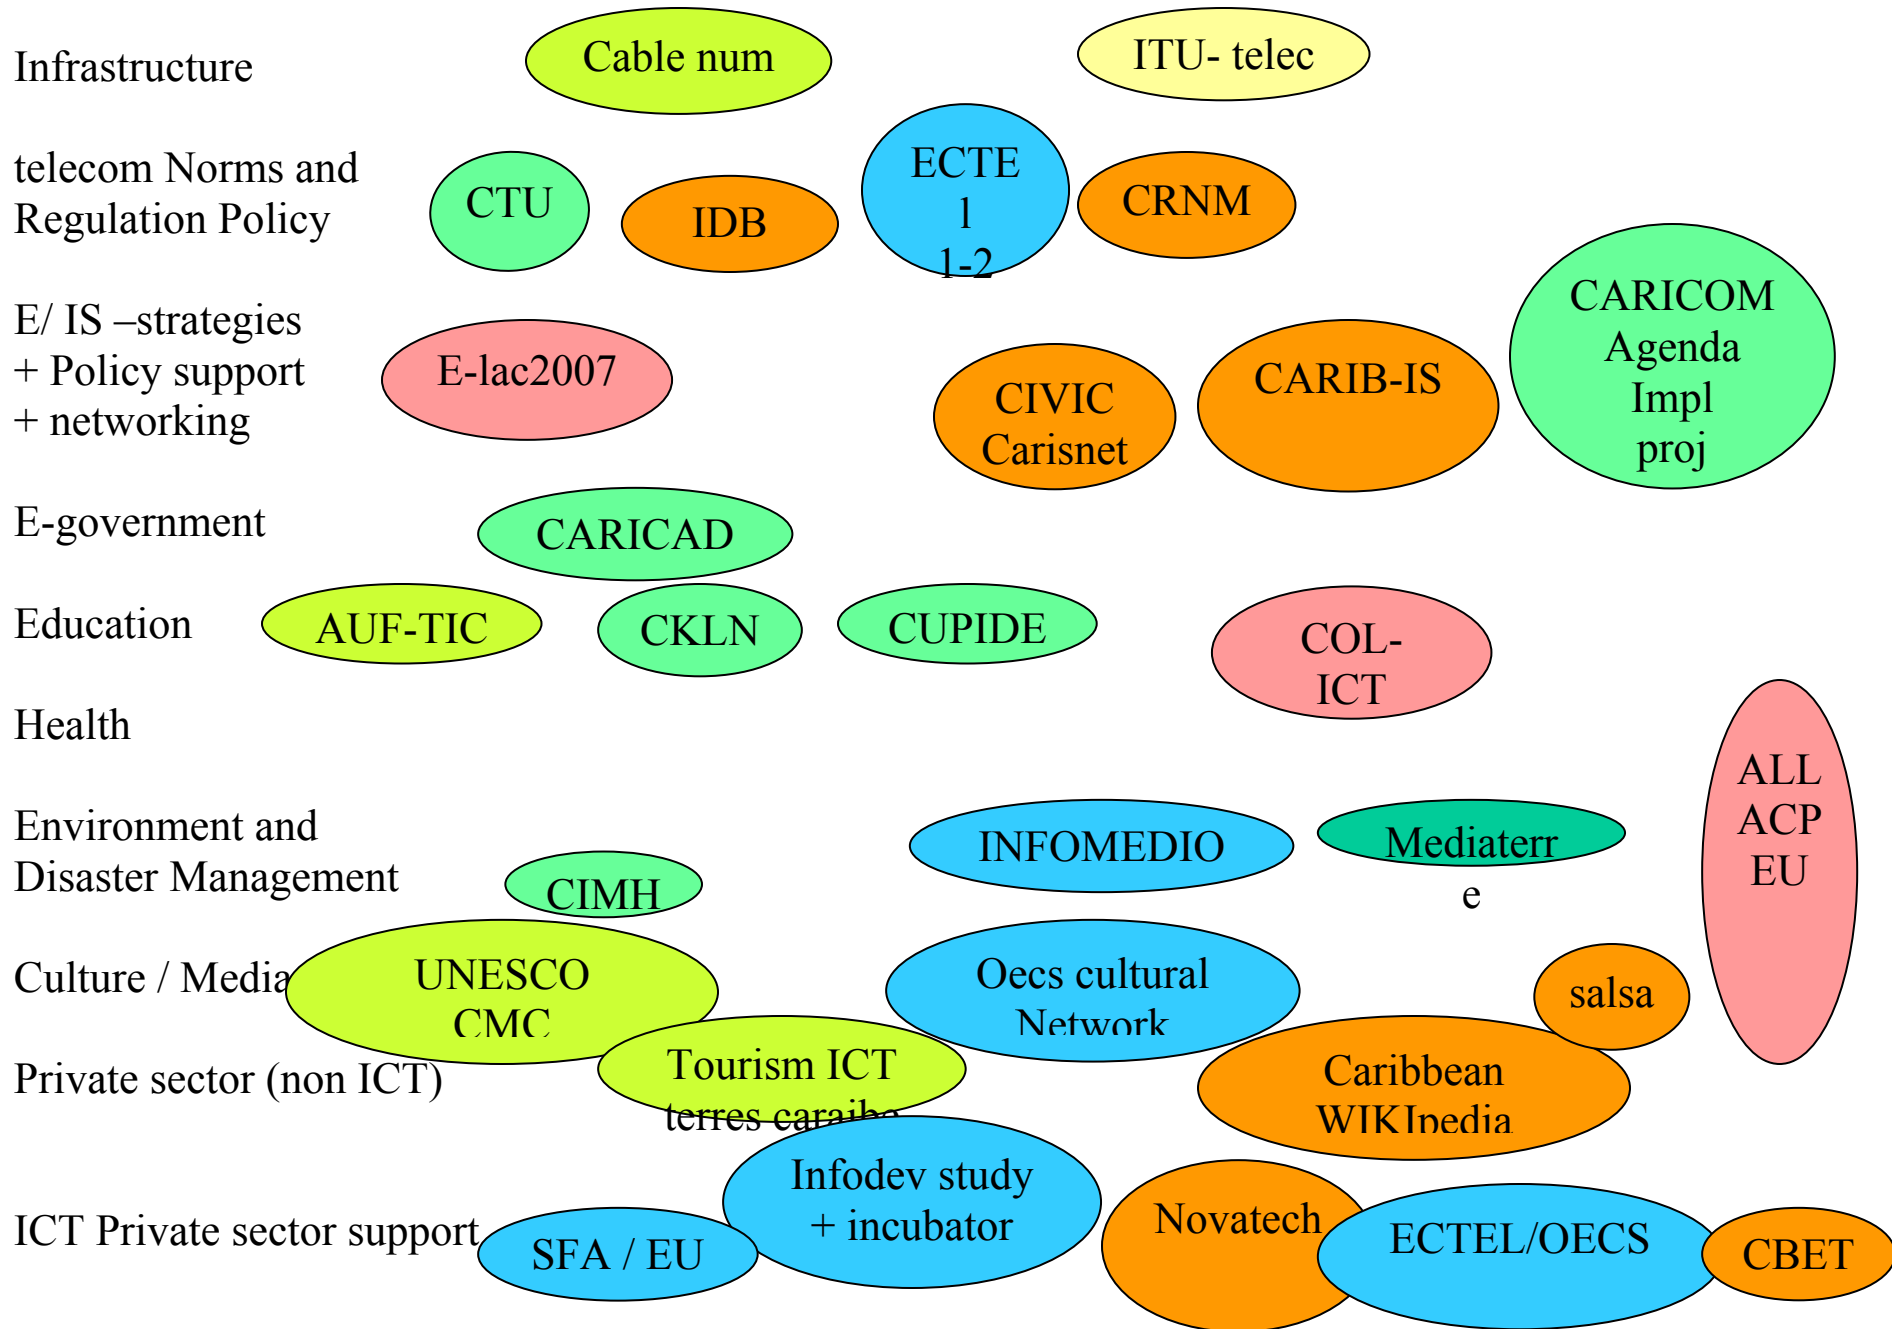 Infrastructure
Cable num
ITU- telec
telecom Norms and
Regulation Policy
CTU
IDB
ECTE
l
1-2
CRNM
E/ IS –strategies
+ Policy support
+ networking
E-lac2007
CIVIC
Carisnet
CARIB-IS
CARICOM
Agenda
Impl
proj
E-government
CARICAD
Education
AUF-TIC
CKLN
CUPIDE
COL-
ICT
Health
ALL
ACP
EU
Environment and
Disaster Management
CIMH
INFOMEDIO
Mediaterr
e
Culture / Media
UNESCO
CMC
Oecs cultural
Network
salsa
Private sector (non ICT)
Tourism ICT
terres caraibe
Caribbean
WIKIpedia
ICT Private sector support
SFA / EU
Infodev study
+ incubator
Novatech
ECTEL/OECS
CBET